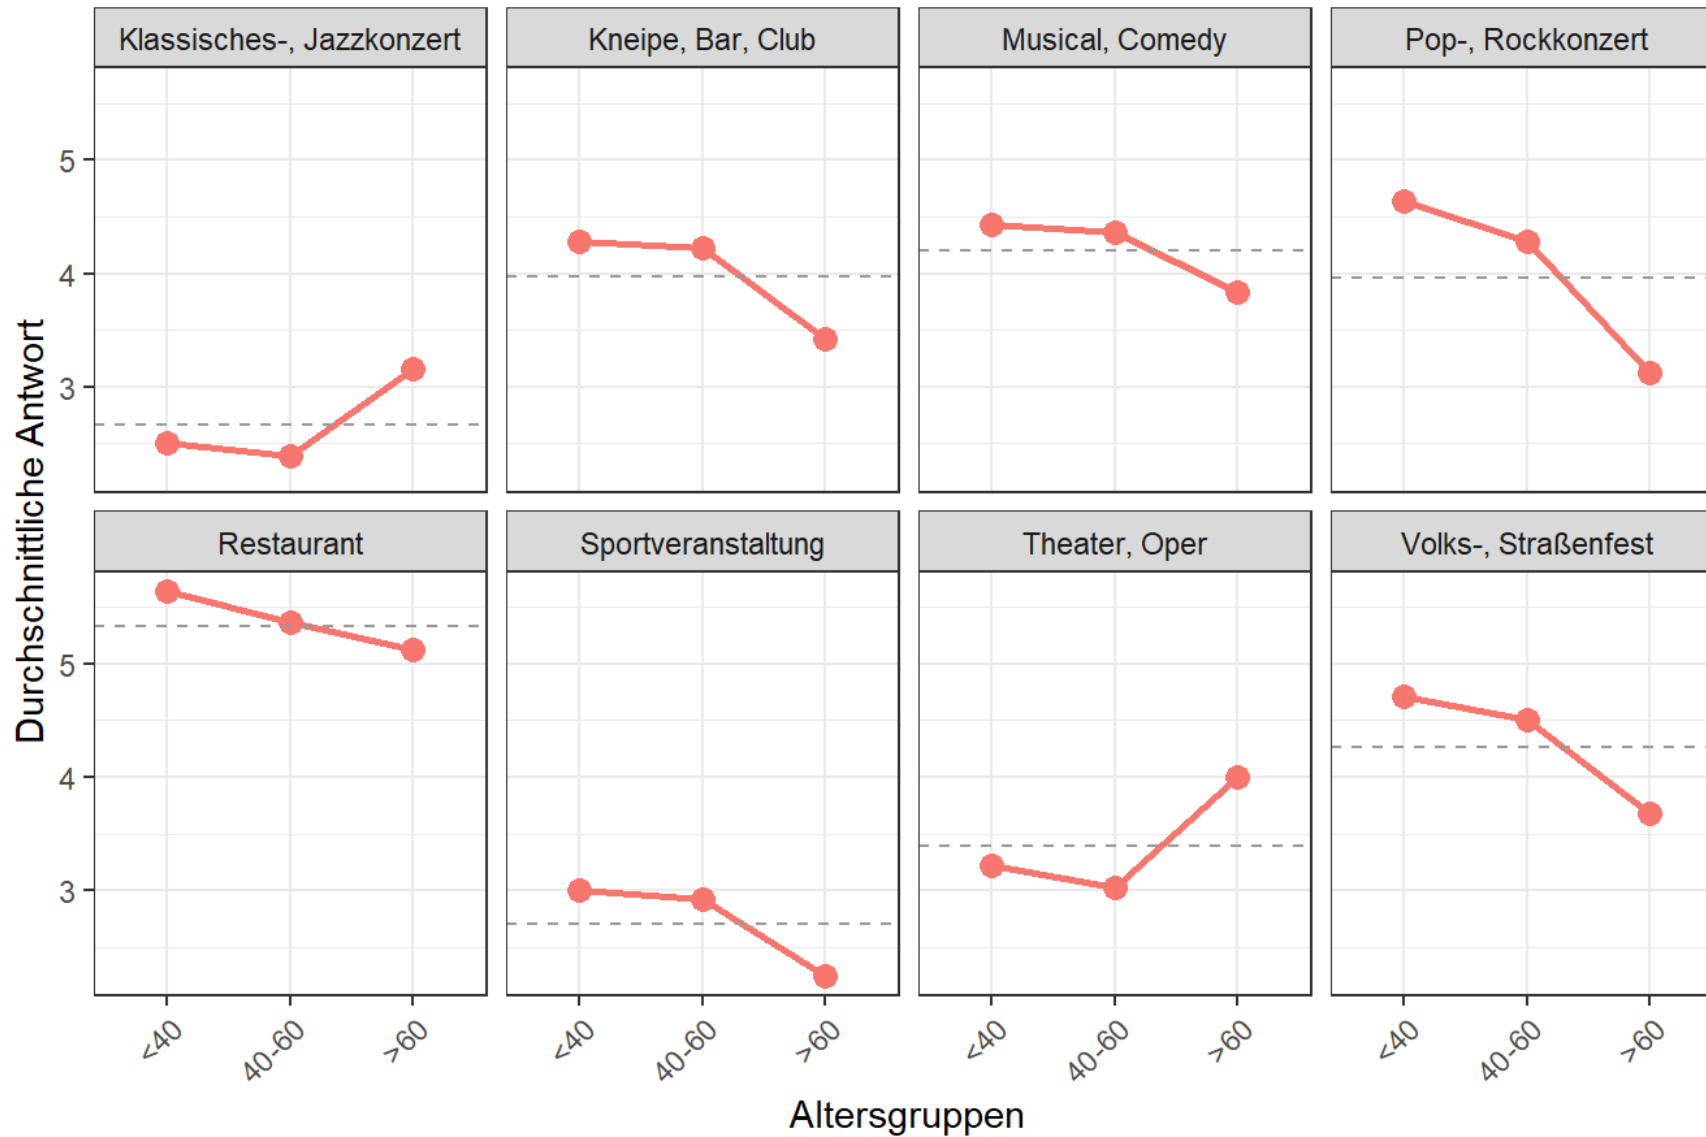 Klassisches-, Jazzkonzert
Kneipe, Bar, Club
Musical, Comedy
Pop-, Rockkonzert
5
4
3
Durchschnittliche Antwort
Restaurant
Sportveranstaltung
Theater, Oper
Volks-, Straßenfest
5
4
3
<40
40-60
>60
<40
40-60
>60
<40
40-60
>60
<40
40-60
>60
Altersgruppen